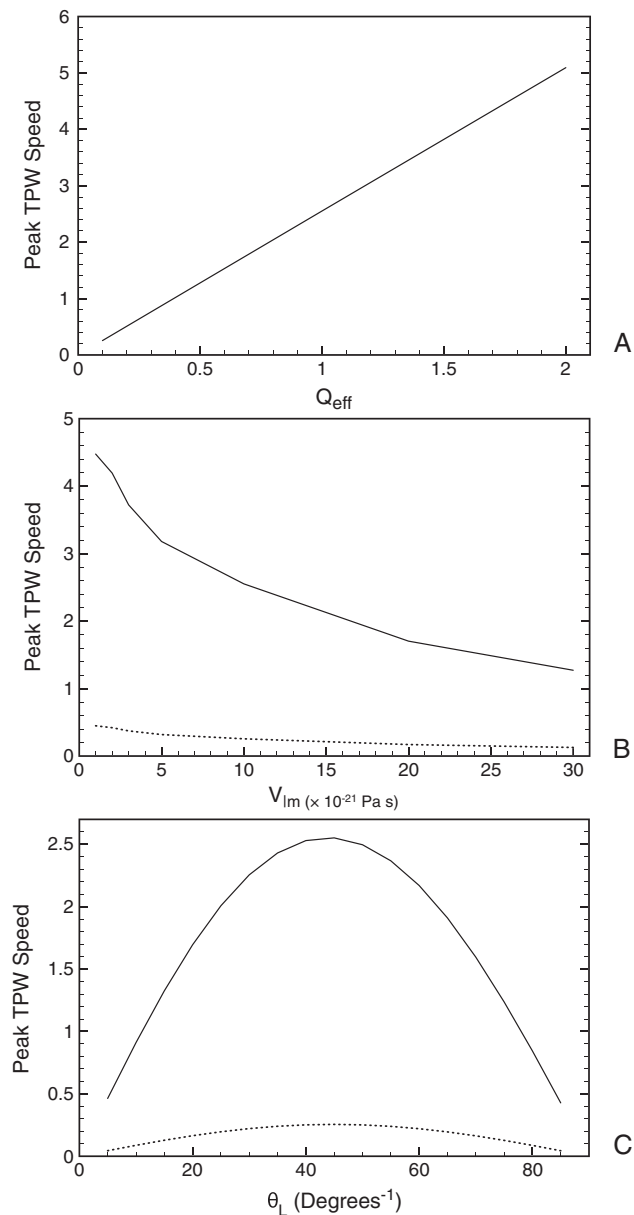 6
5
4
3
2
1
0
Peak TPW Speed
0 0.5 1 1.5 2
Q_eff
A
5
4
3
2
1
0
Peak TPW Speed
0 5 10 15 20 25 30
V_lm (× 10^-21 Pa s)
B
2.5
2
1.5
1
0.5
0
Peak TPW Speed
0 20 40 60 80
θ_L (Degrees^-1)
C